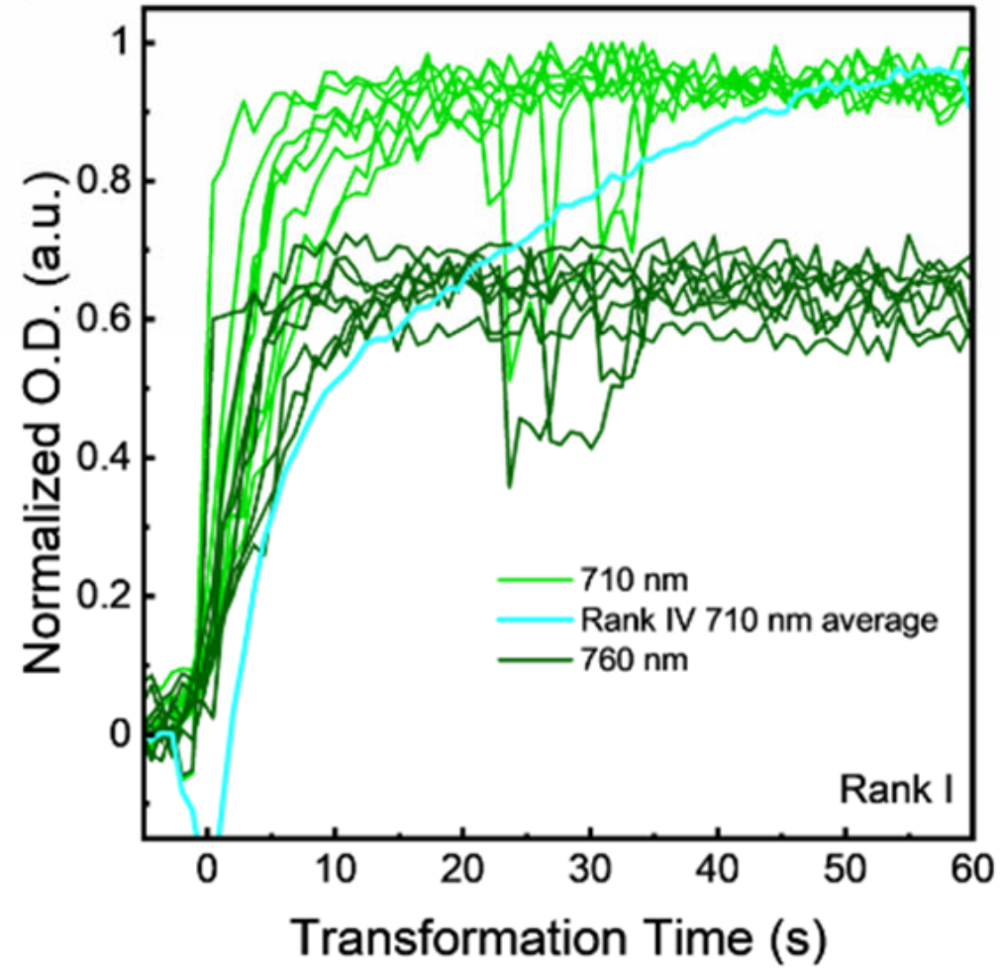 Normalized O.D. (a.u.)
1
0.8
0.6
0.4
0.2
0
710 nm
Rank IV 710 nm average
760 nm
Rank I
0 10 20 30 40 50 60
Transformation Time (s)